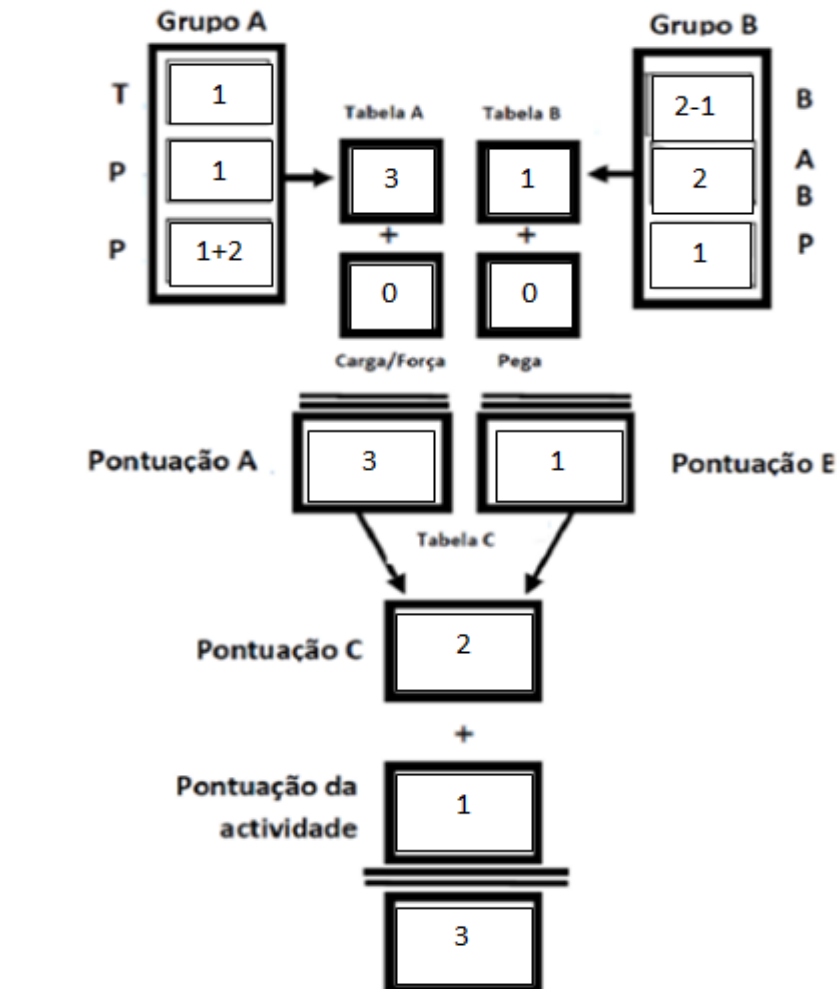 Grupo A
Grupo B
T 1
2-1 B
Tabela A Tabela B
P 1
3 1
2 A B
+ +
P 1+2
1 P
0 0
Carga/Força Pega
Pontuação A 3
1 Pontuação B
Tabela C
Pontuação C 2
+
Pontuação da
actividade
1
3